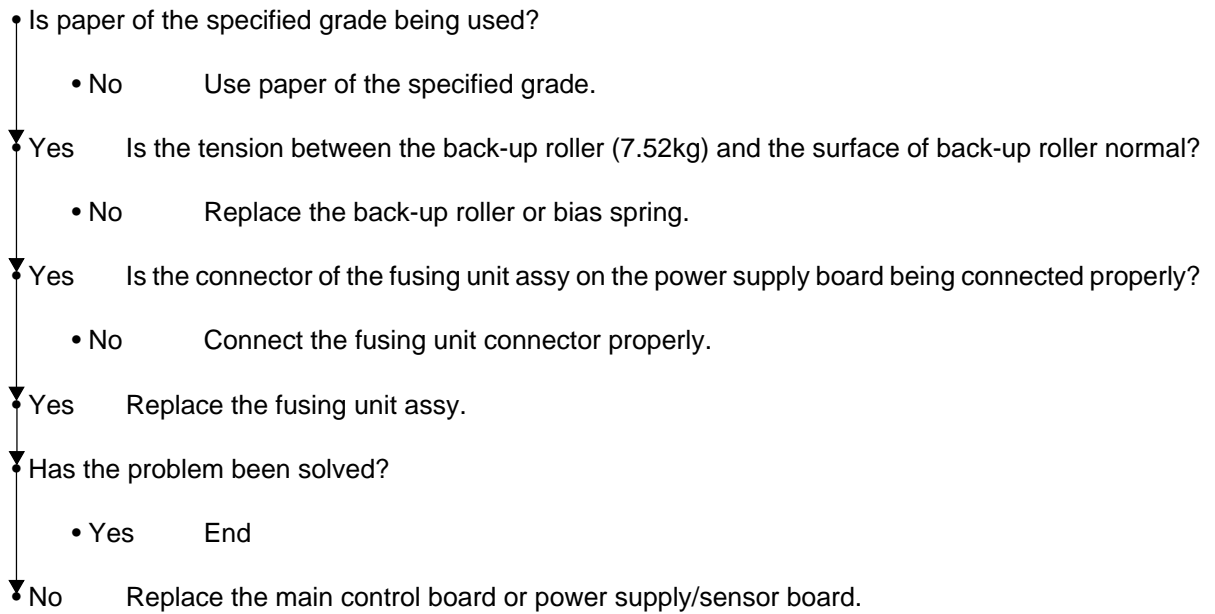 • Is paper of the specified grade being used?
• No Use paper of the specified grade.
• Yes Is the tension between the back-up roller (7.52kg) and the surface of back-up roller normal?
• No Replace the back-up roller or bias spring.
• Yes Is the connector of the fusing unit assy on the power supply board being connected properly?
• No Connect the fusing unit connector properly.
• Yes Replace the fusing unit assy.
• Has the problem been solved?
• Yes End
• No Replace the main control board or power supply/sensor board.